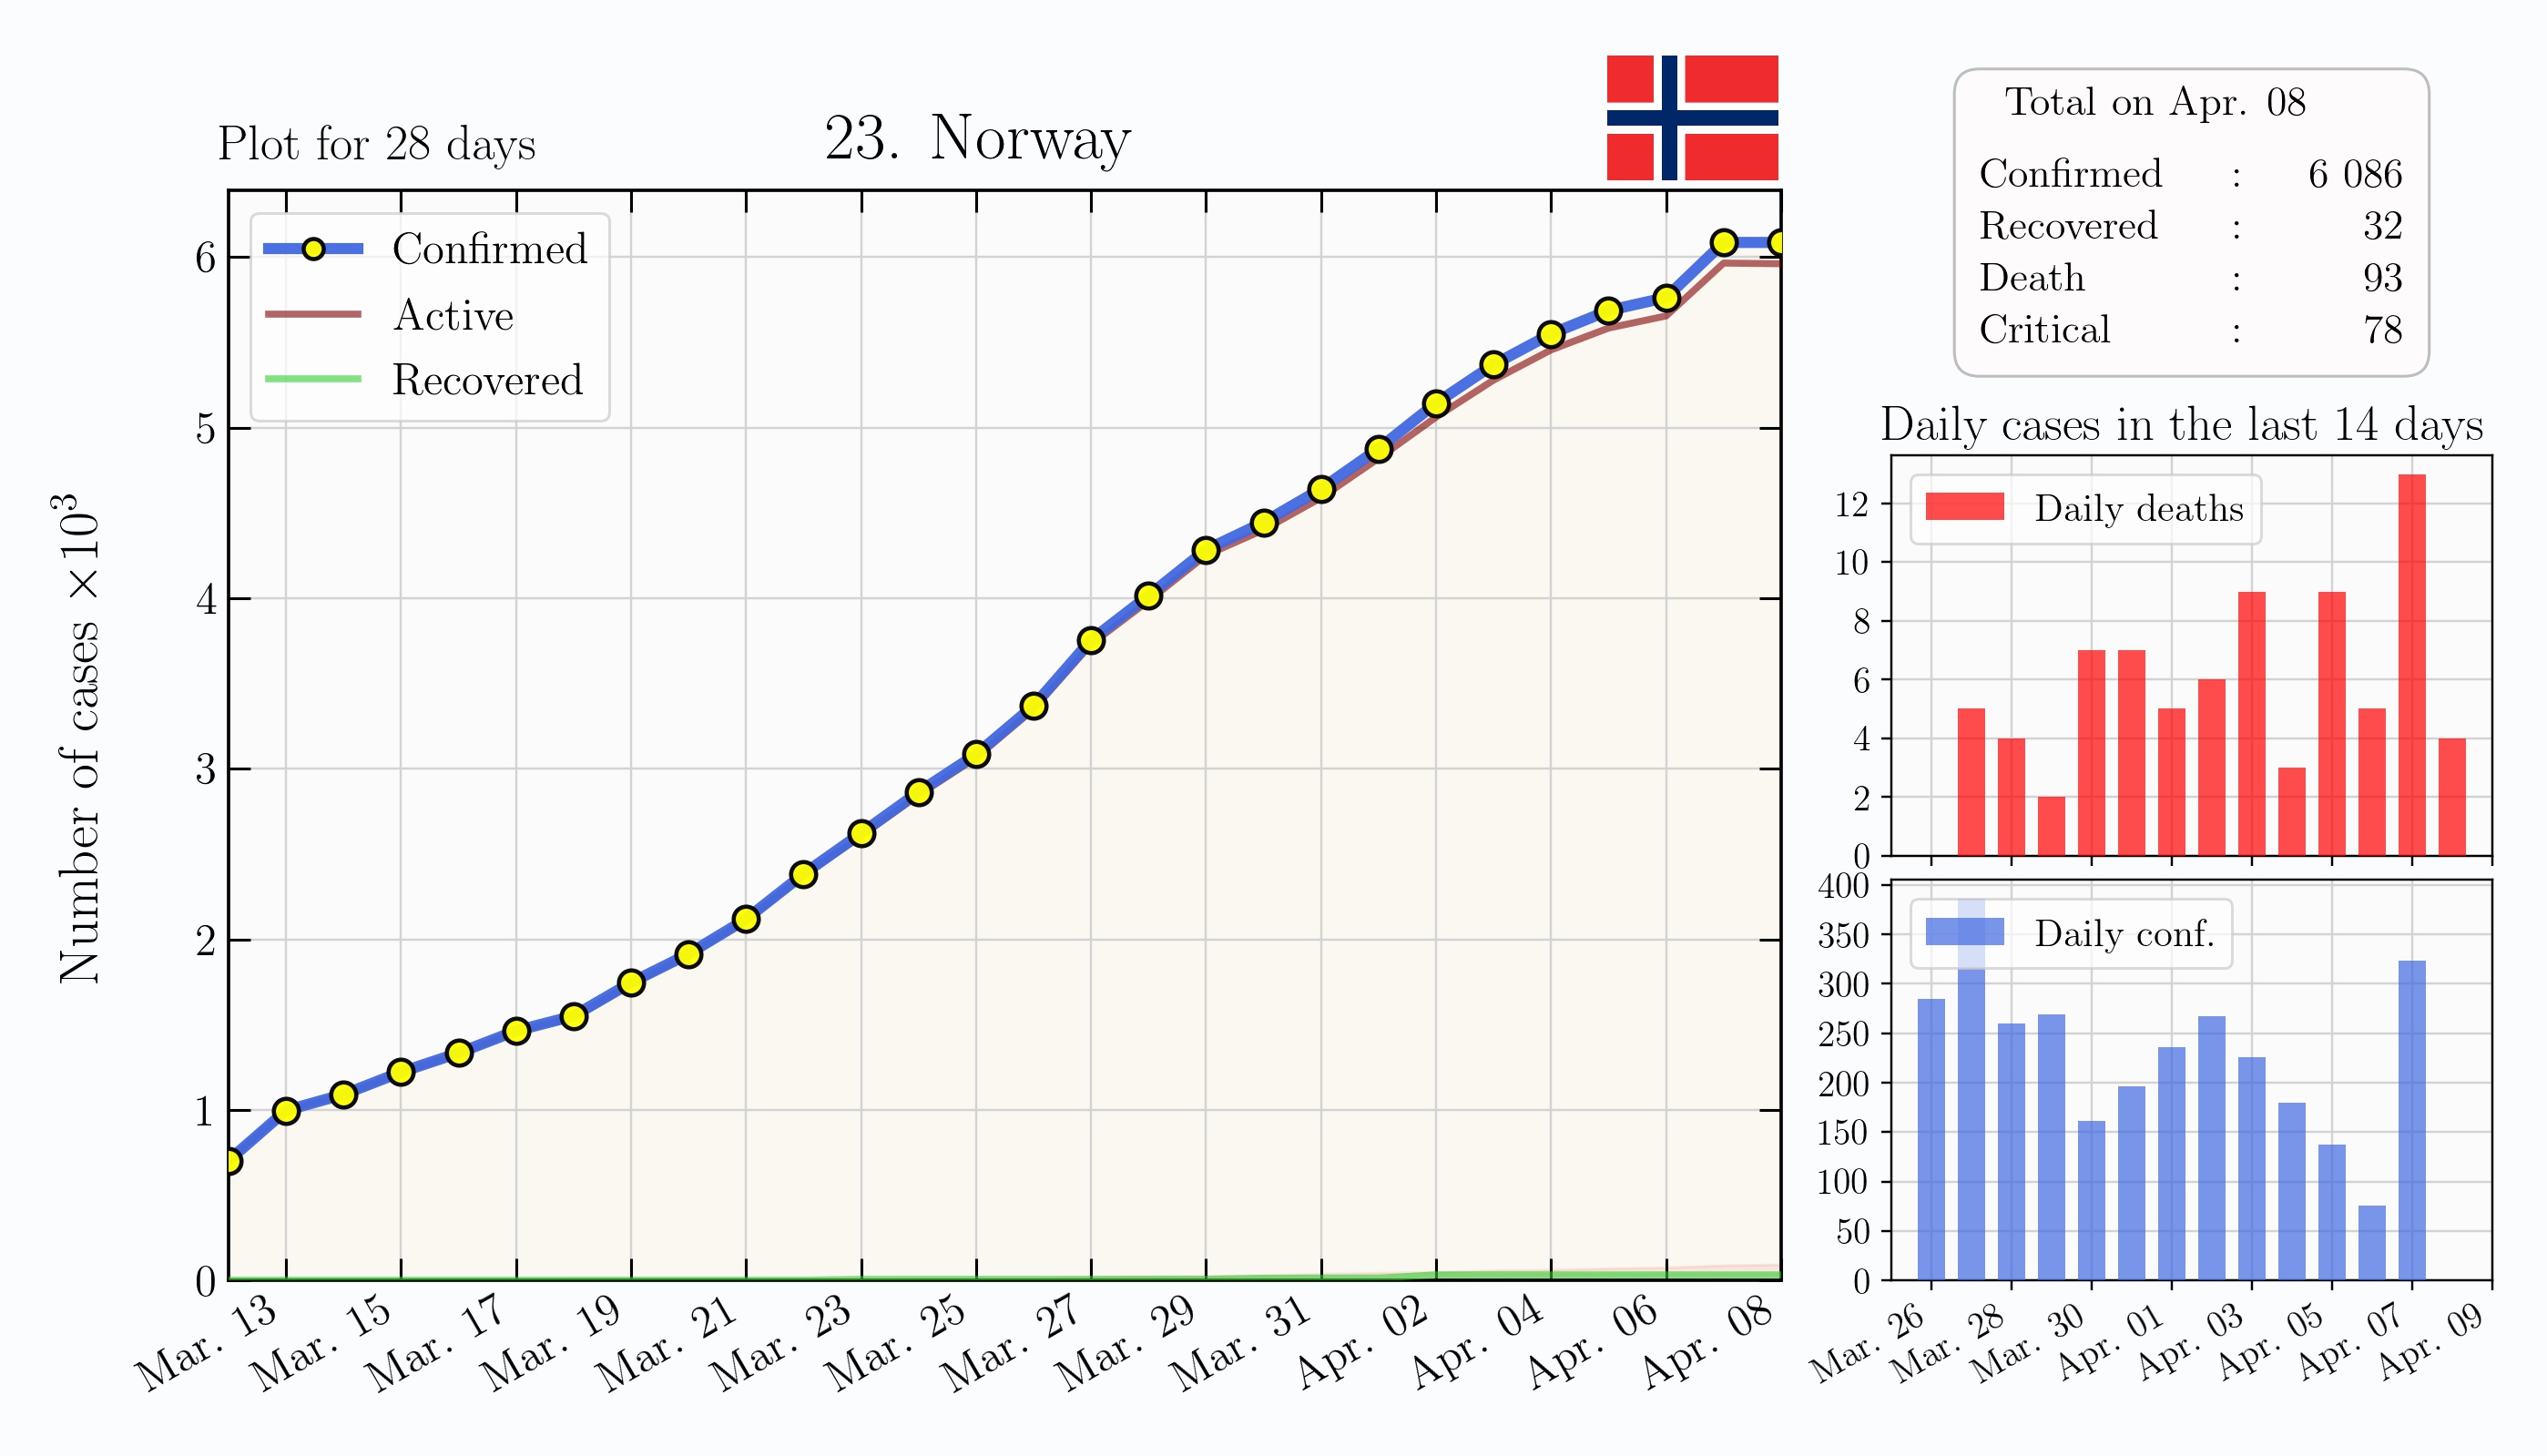 Plot for 28 days
23. Norway
Number of cases ×10³
Confirmed
Active
Recovered
6
5
4
3
2
1
0
Mar. 13
Mar. 15
Mar. 17
Mar. 19
Mar. 21
Mar. 23
Mar. 25
Mar. 27
Mar. 29
Mar. 31
Apr. 02
Apr. 04
Apr. 06
Apr. 08
Total on Apr. 08
Confirmed : 6 086
Recovered : 32
Death : 93
Critical : 78
Daily cases in the last 14 days
Daily deaths
12
10
8
6
4
2
0
Daily conf.
400
350
300
250
200
150
100
50
0
Mar. 26
Mar. 28
Mar. 30
Apr. 01
Apr. 03
Apr. 05
Apr. 07
Apr. 09